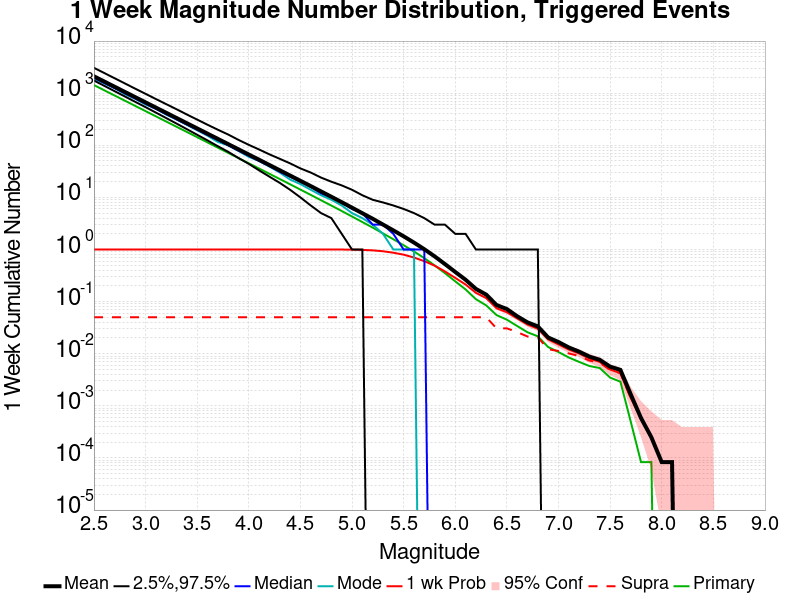 1 Week Magnitude Number Distribution, Triggered Events
1 Week Cumulative Number
10^4
10^3
10^2
10^1
10^0
10^-1
10^-2
10^-3
10^-4
10^-5
2.5 3.0 3.5 4.0 4.5 5.0 5.5 6.0 6.5 7.0 7.5 8.0 8.5 9.0
Magnitude
Mean 2.5%,97.5% Median Mode 1 wk Prob 95% Conf Supra Primary